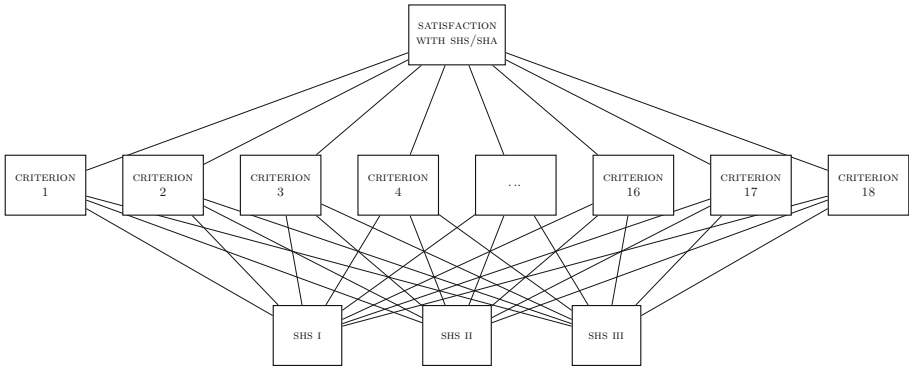 SATISFACTION
WITH SHS/SHA
CRITERION
1
CRITERION
2
CRITERION
3
CRITERION
4
...
CRITERION
16
CRITERION
17
CRITERION
18
SHS I
SHS II
SHS III